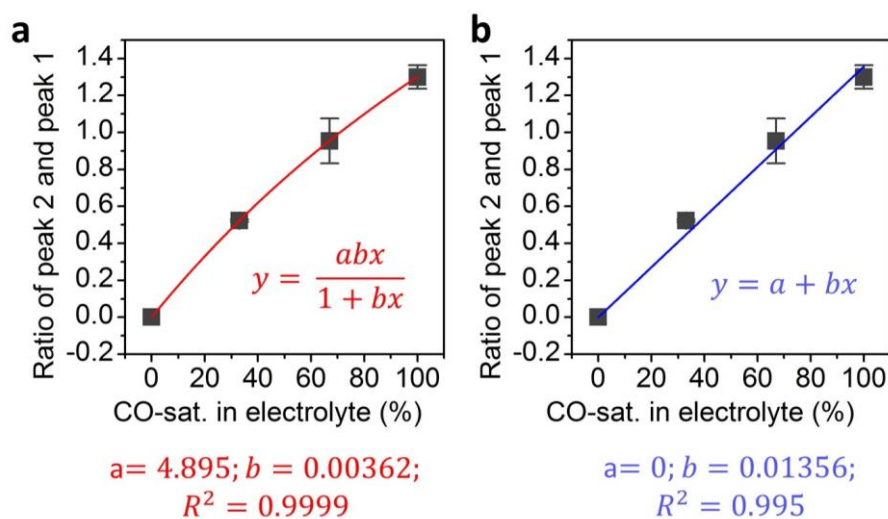 a
Ratio of peak 2 and peak 1
1.4
1.2
1.0
0.8
0.6
0.4
0.2
0.0
-0.2
y = abx / 1 + bx
0 20 40 60 80 100
CO-sat. in electrolyte (%)
a= 4.895; b = 0.00362;
R² = 0.9999
b
Ratio of peak 2 and peak 1
1.4
1.2
1.0
0.8
0.6
0.4
0.2
0.0
-0.2
y = a + bx
0 20 40 60 80 100
CO-sat. in electrolyte (%)
a= 0; b = 0.01356;
R² = 0.995